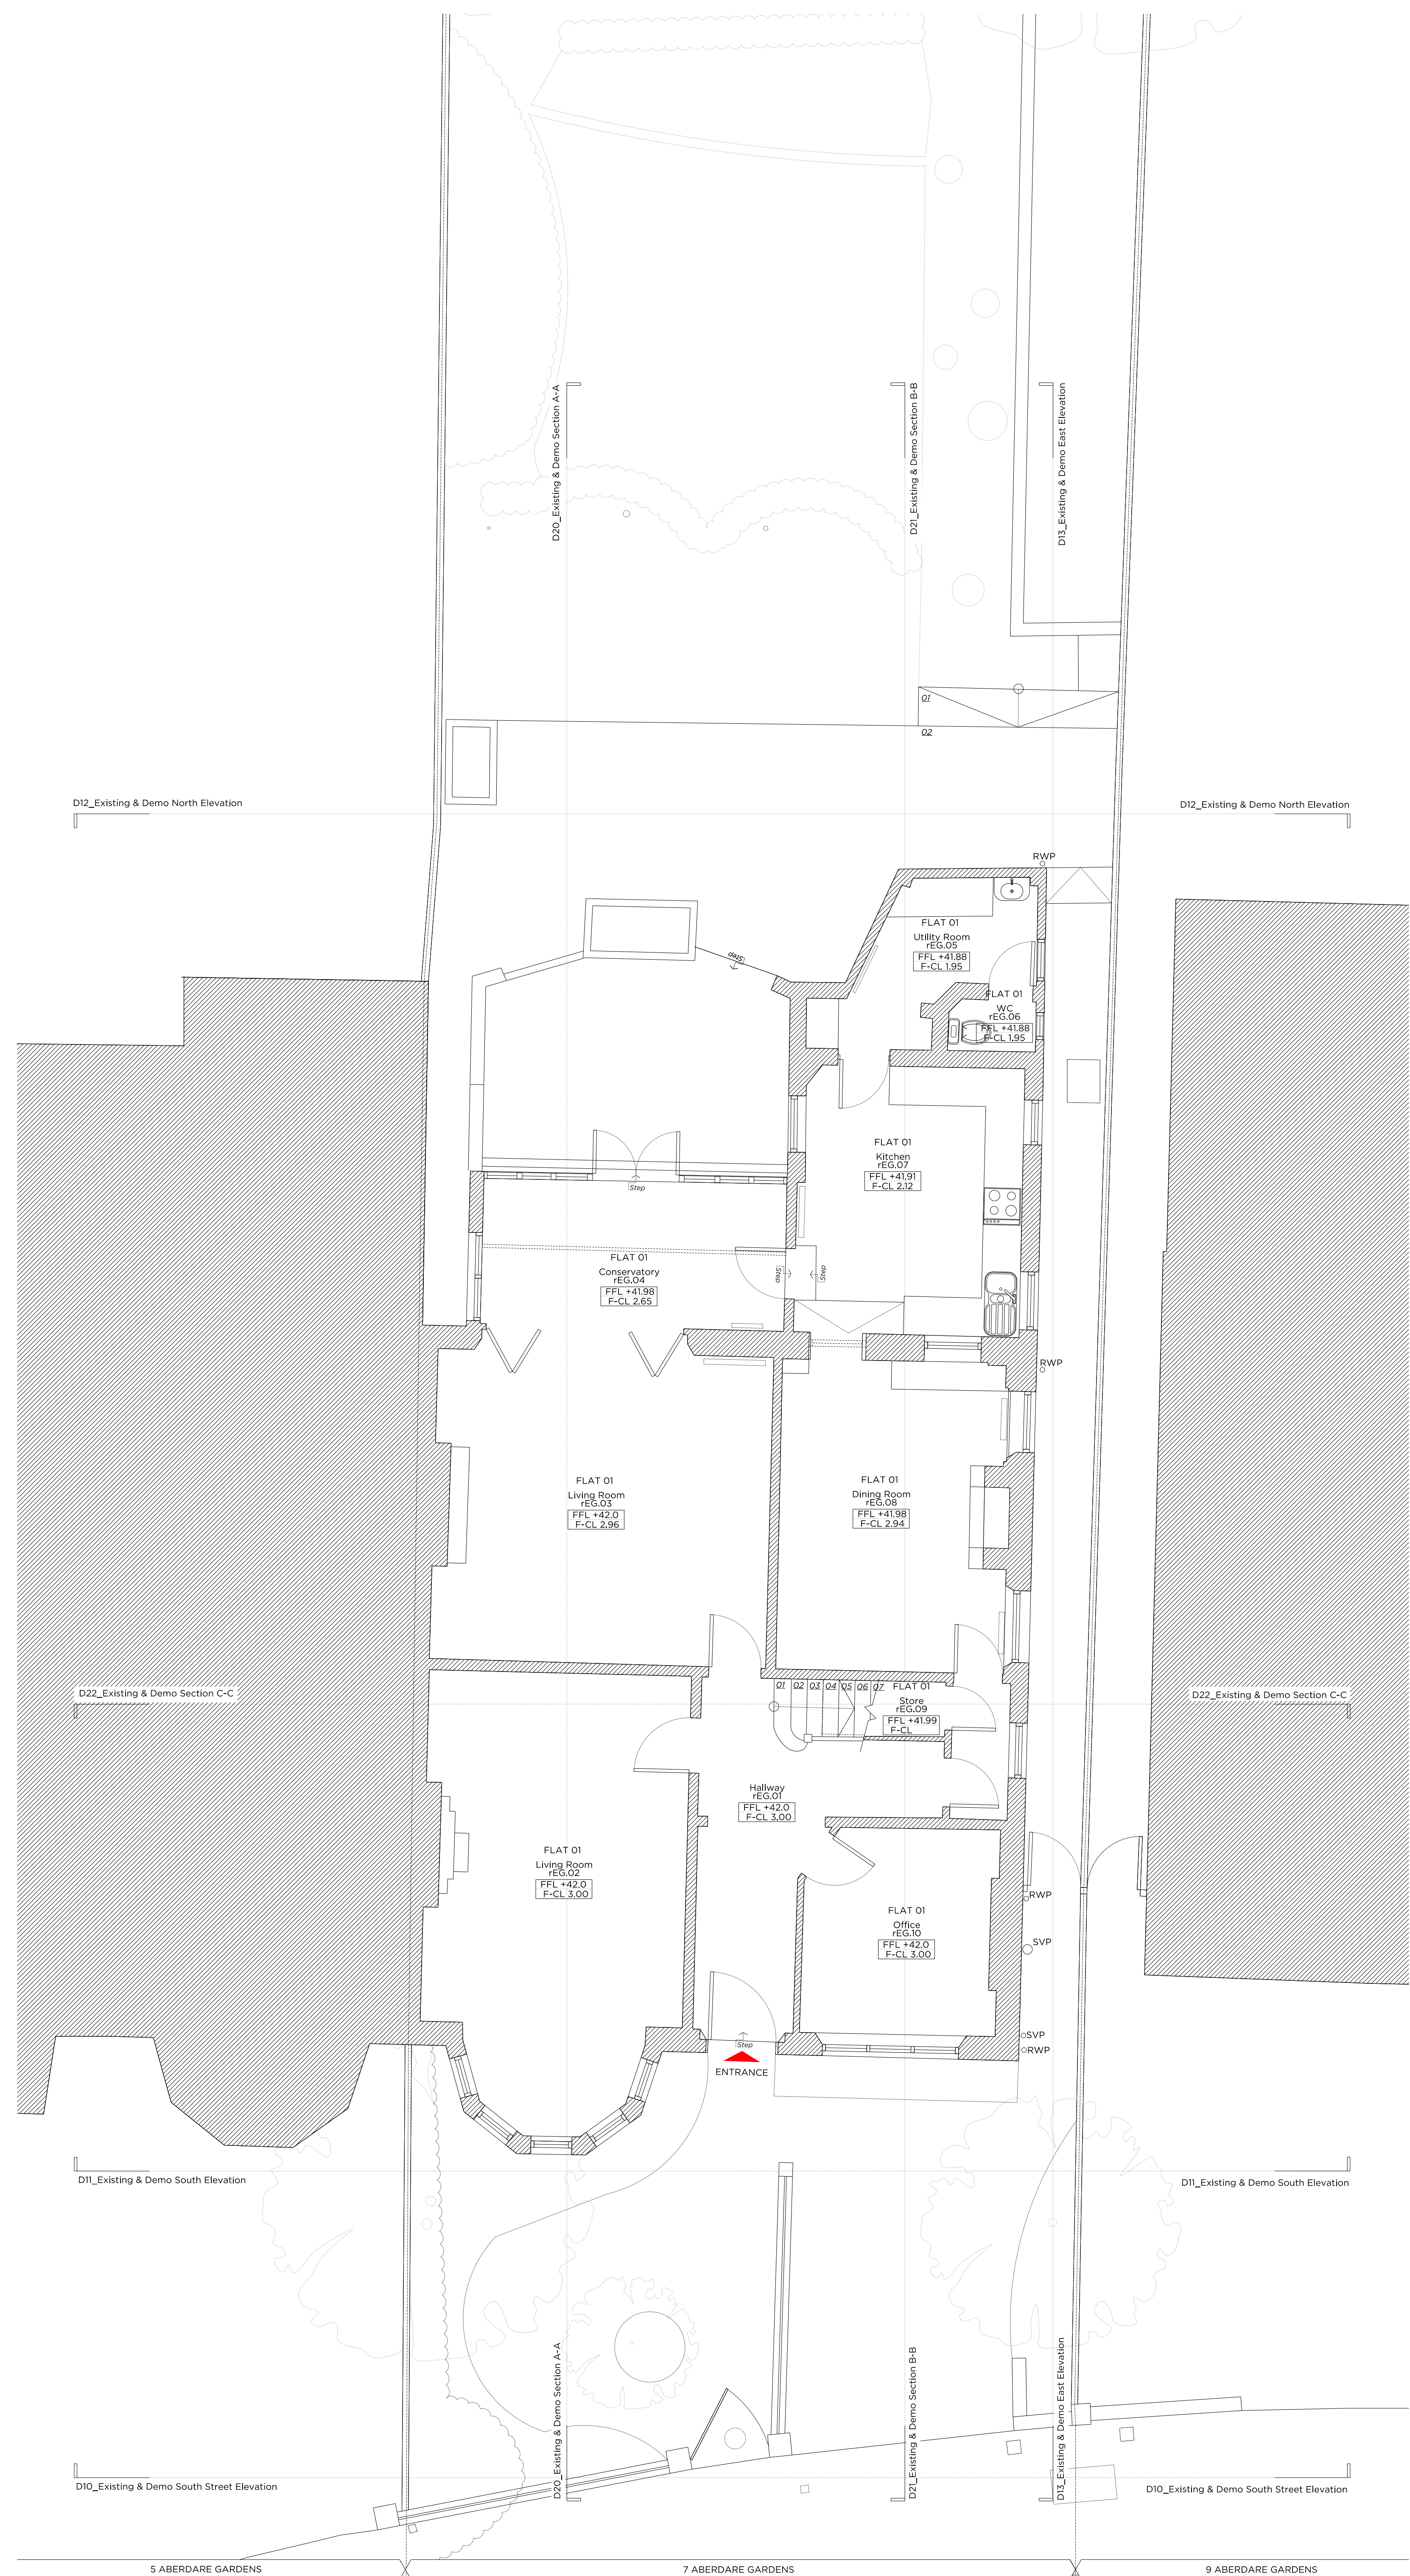 D20_Existing & Demo Section A-A
D21_Existing & Demo Section B-B
D13_Existing & Demo East Elevation
01
02
D12_Existing & Demo North Elevation
D12_Existing & Demo North Elevation
RWP
FLAT 01
Utility Room
rEG.05
FFL +41.88
F-CL 1.95
Step
FLAT 01
WC
rEG.06
FFL +41.88
F-CL 1.95
FLAT 01
Kitchen
rEG.07
FFL +41.91
F-CL 2.12
Step
FLAT 01
Conservatory
rEG.04
FFL +41.98
F-CL 2.65
Step
Step
RWP
FLAT 01
Living Room
rEG.03
FFL +42.0
F-CL 2.96
FLAT 01
Dining Room
rEG.08
FFL +41.98
F-CL 2.94
D22_Existing & Demo Section C-C
D22_Existing & Demo Section C-C
01 02 03 04 05 06 07
FLAT 01
Store
rEG.09
FFL +41.99
F-CL
Hallway
rEG.01
FFL +42.0
F-CL 3.00
FLAT 01
Living Room
rEG.02
FFL +42.0
F-CL 3.00
FLAT 01
Office
rEG.10
FFL +42.0
F-CL 3.00
RWP
SVP
SVP
RWP
Step
ENTRANCE
D11_Existing & Demo South Elevation
D11_Existing & Demo South Elevation
D20_Existing & Demo Section A-A
D21_Existing & Demo Section B-B
D13_Existing & Demo East Elevation
D10_Existing & Demo South Street Elevation
D10_Existing & Demo South Street Elevation
5 ABERDARE GARDENS
7 ABERDARE GARDENS
9 ABERDARE GARDENS